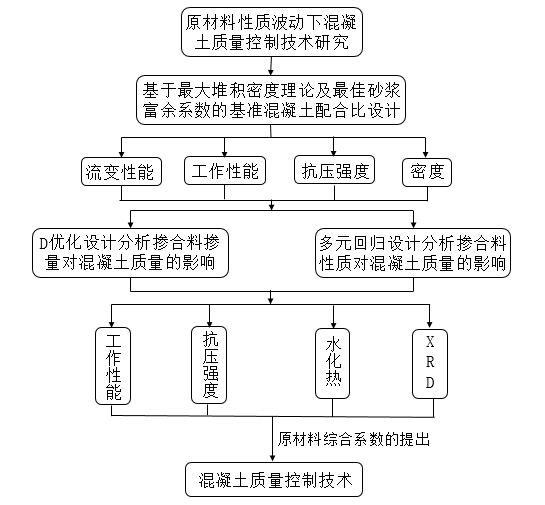 原材料性质波动下混凝
土质量控制技术研究
基于最大堆积密度理论及最佳砂浆
富余系数的基准混凝土配合比设计
流变性能
工作性能
抗压强度
密度
D优化设计分析掺合料掺
量对混凝土质量的影响
多元回归设计分析掺合料
性质对混凝土质量的影响
工作性能
抗压强度
水化热
XRD
原材料综合系数的提出
混凝土质量控制技术